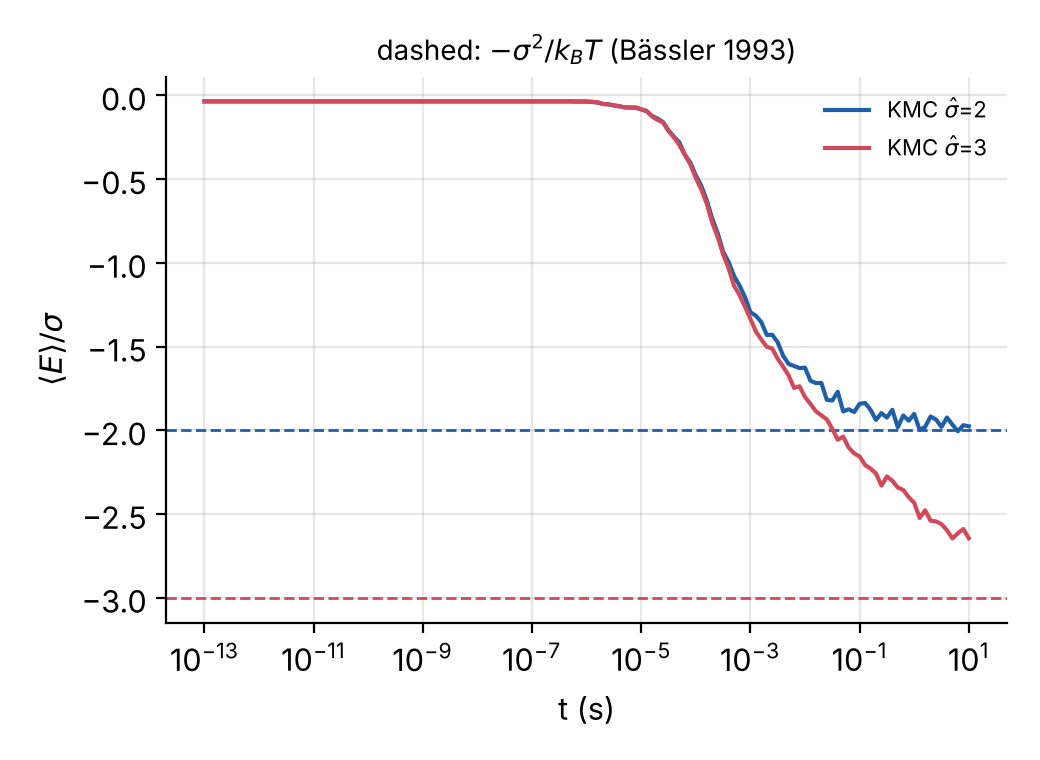 dashed: −σ²/k_BT (Bässler 1993)
KMC σ̂=2
KMC σ̂=3
0.0
−0.5
−1.0
−1.5
−2.0
−2.5
−3.0
⟨E⟩/σ
10⁻¹³ 10⁻¹¹ 10⁻⁹ 10⁻⁷ 10⁻⁵ 10⁻³ 10⁻¹ 10¹
t (s)